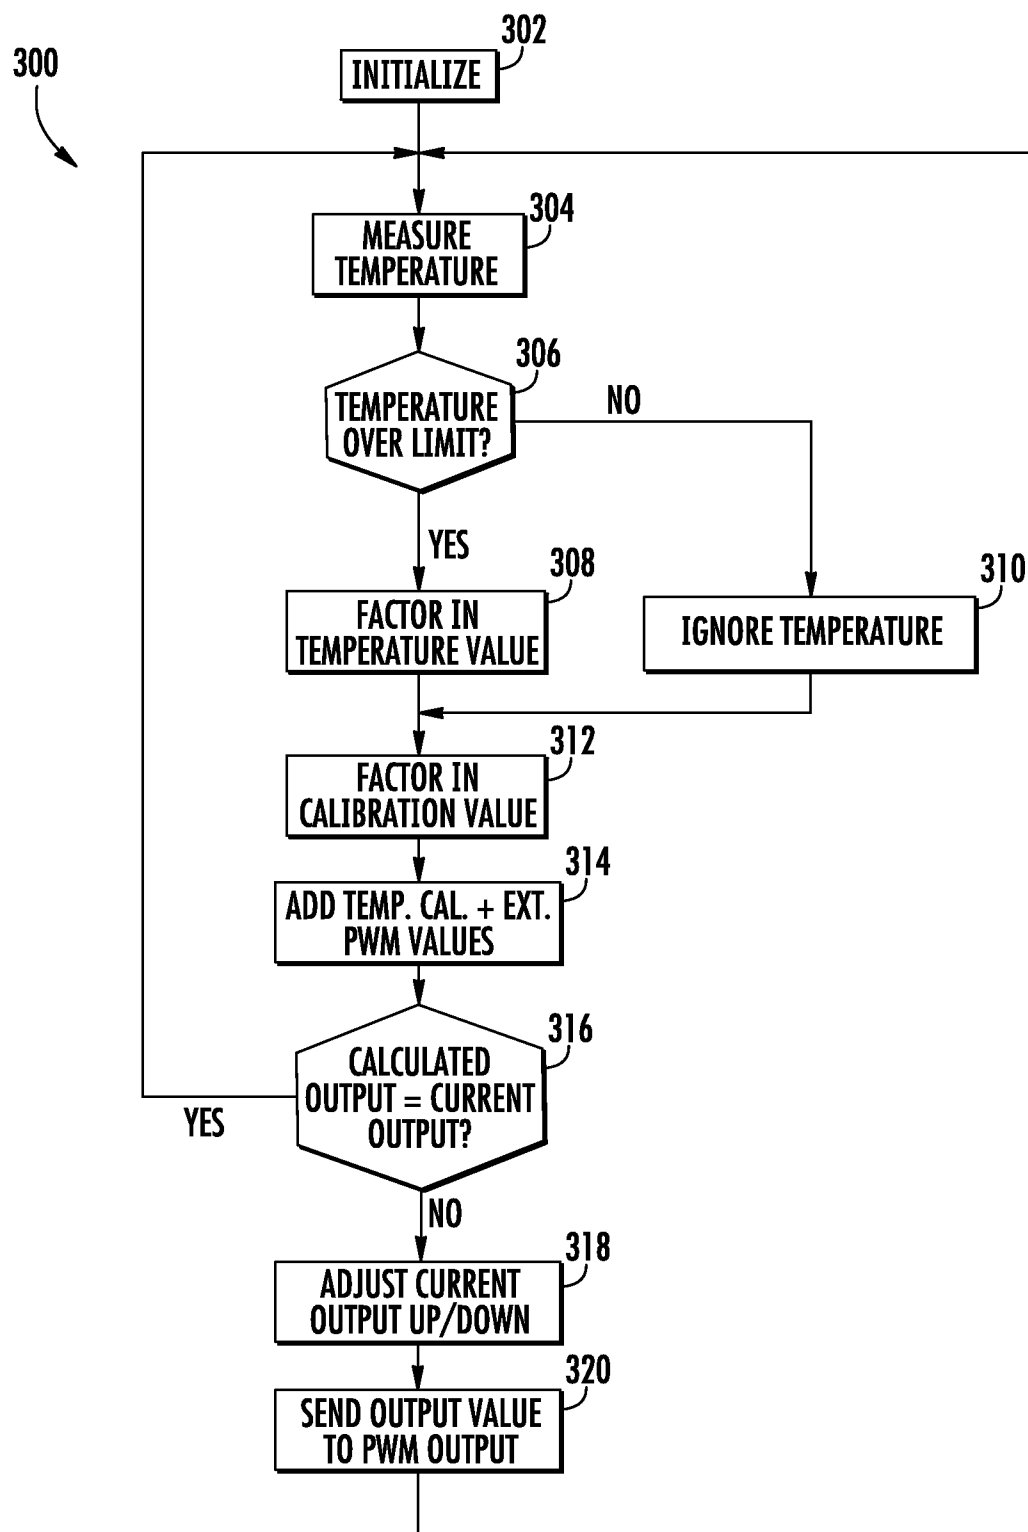 300
302
INITIALIZE
304
MEASURE
TEMPERATURE
306
TEMPERATURE
OVER LIMIT?
NO
YES
308
FACTOR IN
TEMPERATURE VALUE
310
IGNORE TEMPERATURE
312
FACTOR IN
CALIBRATION VALUE
314
ADD TEMP. CAL. + EXT.
PWM VALUES
316
CALCULATED
OUTPUT = CURRENT
OUTPUT?
YES
NO
318
ADJUST CURRENT
OUTPUT UP/DOWN
320
SEND OUTPUT VALUE
TO PWM OUTPUT